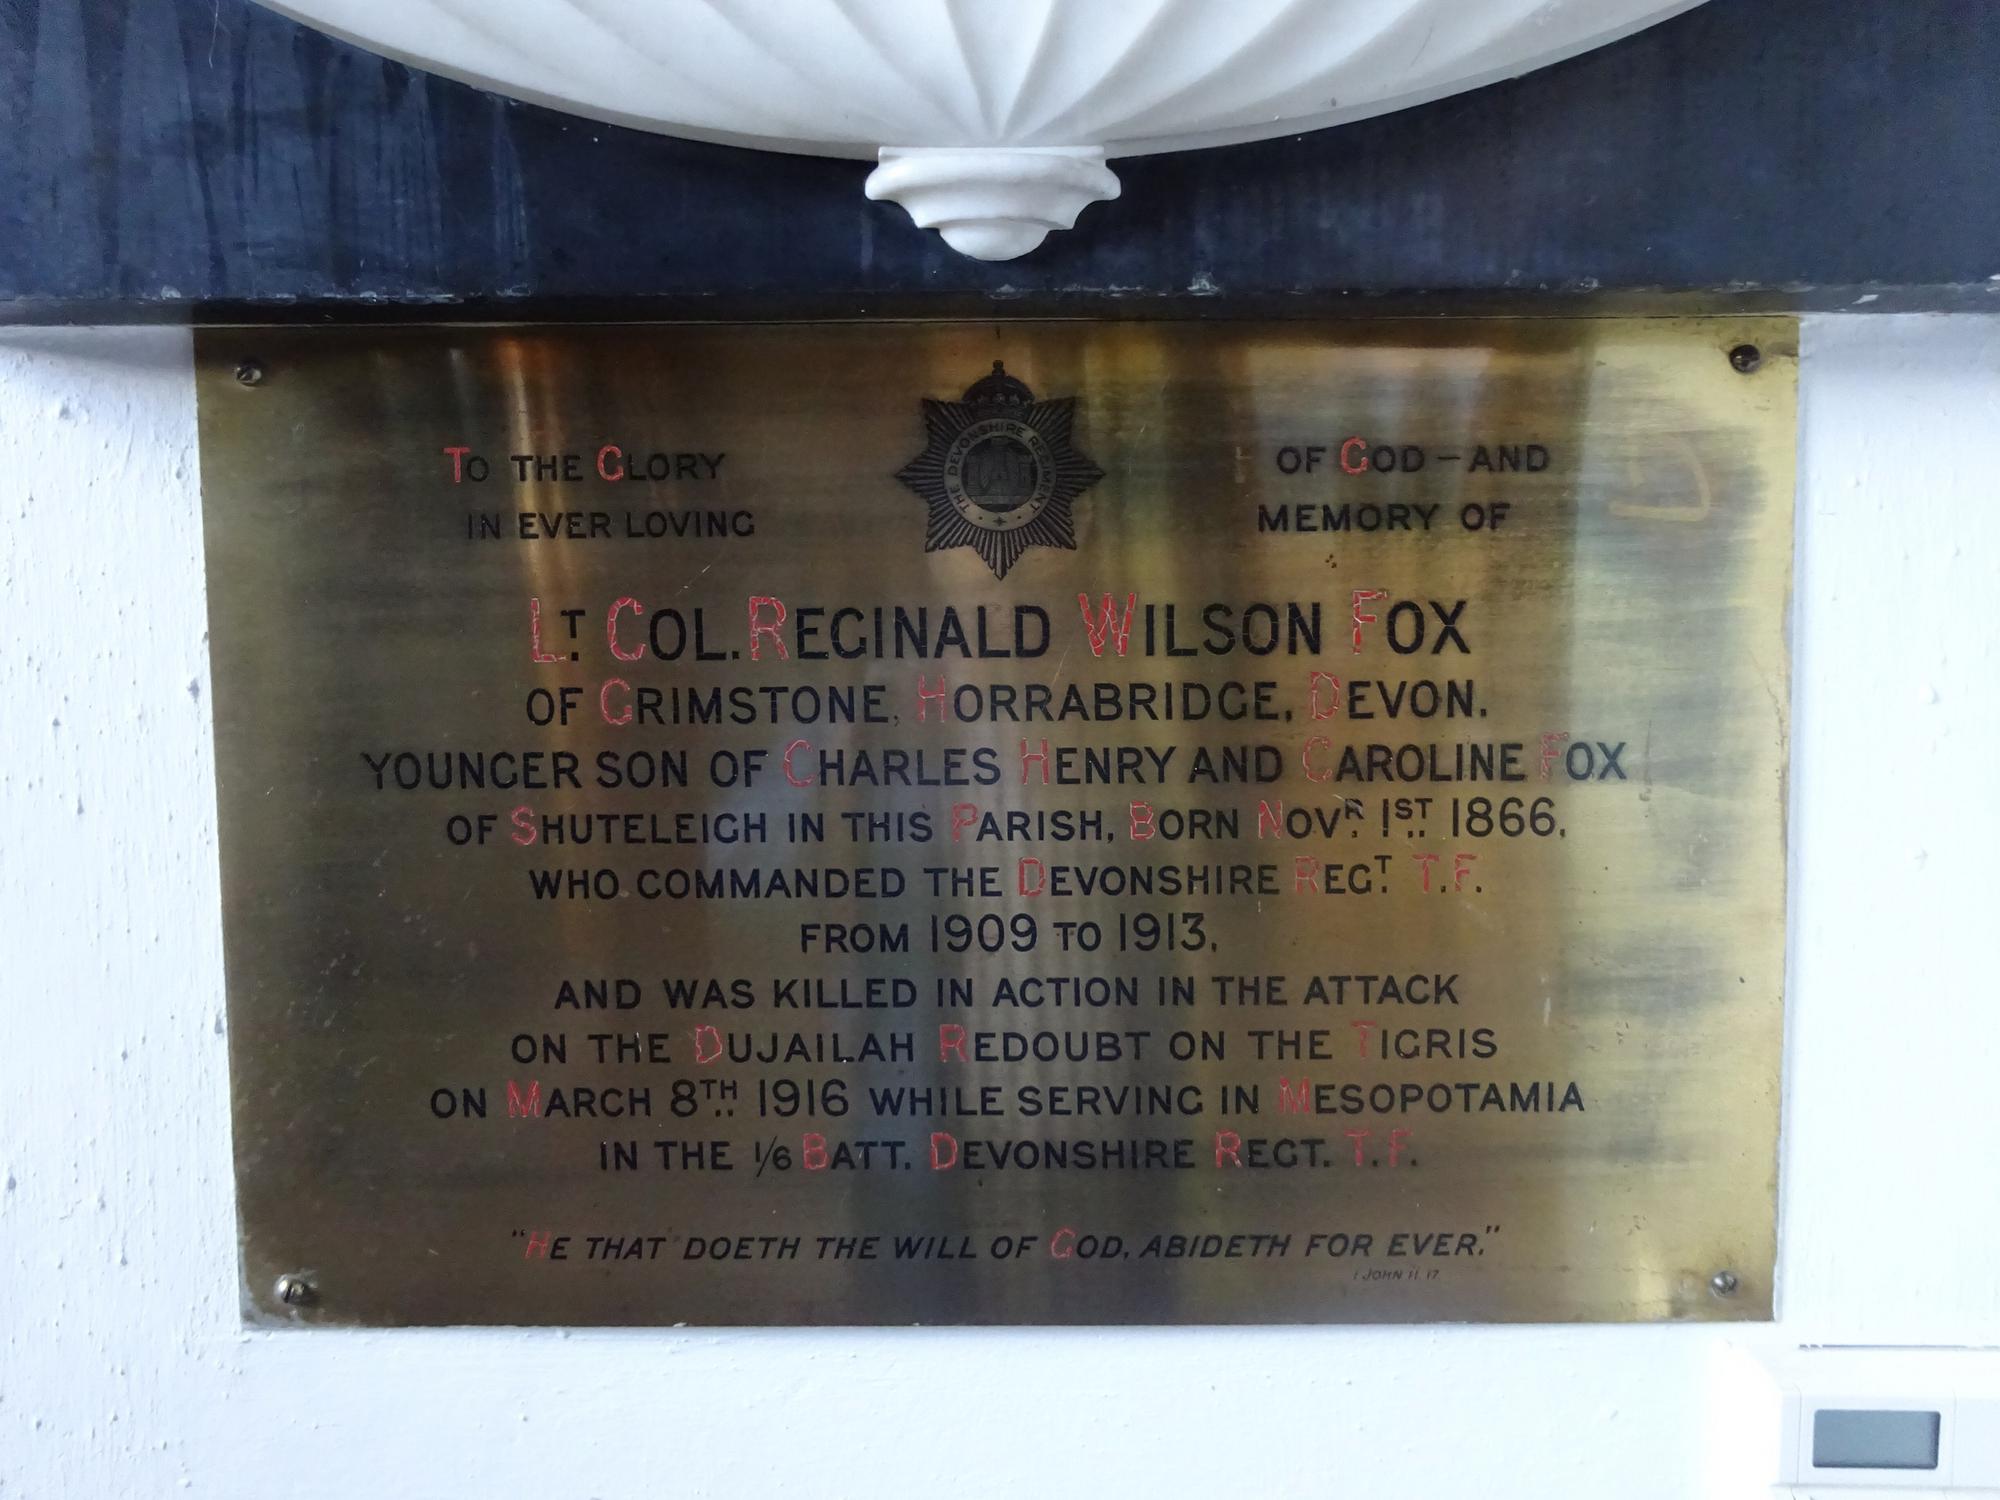 THE DEVONSHIRE REGIMENT
TO THE GLORY OF GOD – AND
IN EVER LOVING MEMORY OF
LT. COL. REGINALD WILSON FOX
OF GRIMSTONE, HORRABRIDGE, DEVON.
YOUNGER SON OF CHARLES HENRY AND CAROLINE FOX
OF SHUTELEIGH IN THIS PARISH, BORN NOVR. 1ST. 1866,
WHO COMMANDED THE DEVONSHIRE REGT. T.F.
FROM 1909 TO 1913,
AND WAS KILLED IN ACTION IN THE ATTACK
ON THE DUJAILAH REDOUBT ON THE TIGRIS
ON MARCH 8TH. 1916 WHILE SERVING IN MESOPOTAMIA
IN THE 1/6 BATT. DEVONSHIRE REGT. T.F.
"HE THAT DOETH THE WILL OF GOD, ABIDETH FOR EVER."
I JOHN II. 17